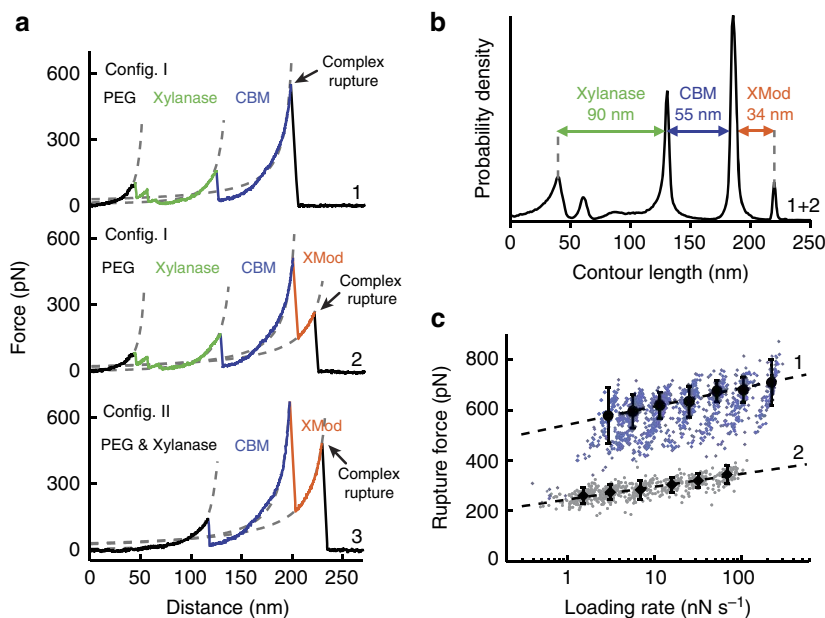 a
Config. I
PEG Xylanase CBM
Complex
rupture
600
300
0
1
Config. I
PEG Xylanase CBM XMod
Complex
rupture
600
300
0
2
Config. II
PEG & Xylanase CBM XMod
Complex
rupture
600
300
0
3
Force (pN)
0 50 100 150 200 250
Distance (nm)
b
Probability density
Xylanase
90 nm
CBM
55 nm
XMod
34 nm
1+2
0 50 100 150 200 250
Contour length (nm)
c
Rupture force (pN)
800
600
400
200
0
1
2
1 10 100
Loading rate (nN s⁻¹)